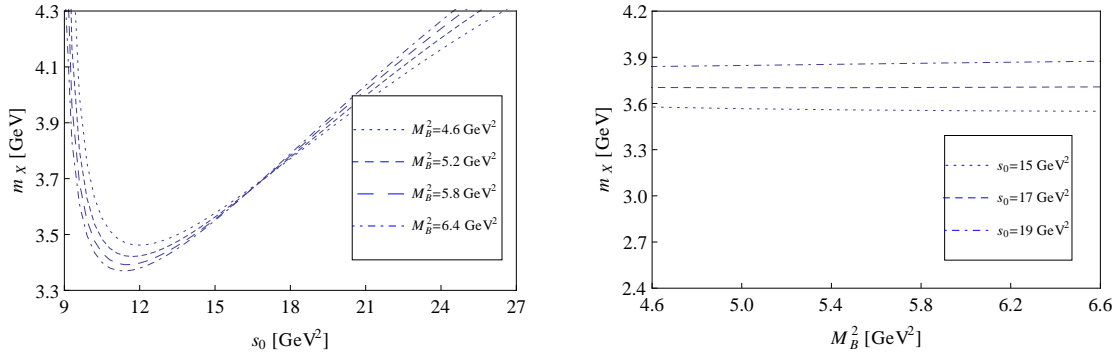 4.3
4.1
3.9
3.7
3.5
3.3
m_X [GeV]
9 12 15 18 21 24 27
s_0 [GeV^2]
M_B^2=4.6 GeV^2
M_B^2=5.2 GeV^2
M_B^2=5.8 GeV^2
M_B^2=6.4 GeV^2
4.2
3.9
3.6
3.3
3.0
2.7
2.4
m_X [GeV]
4.6 5.0 5.4 5.8 6.2 6.6
M_B^2 [GeV^2]
s_0=15 GeV^2
s_0=17 GeV^2
s_0=19 GeV^2